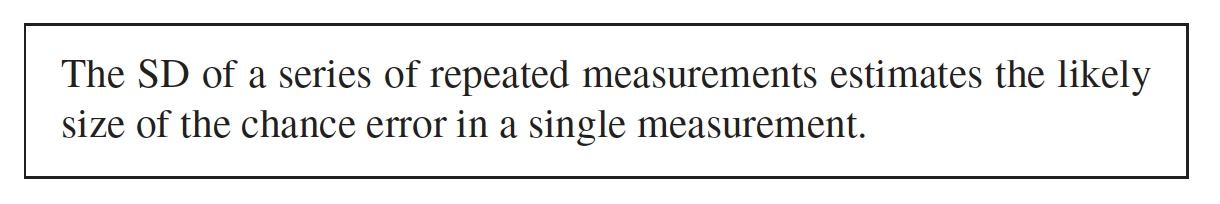 The SD of a series of repeated measurements estimates the likely
size of the chance error in a single measurement.